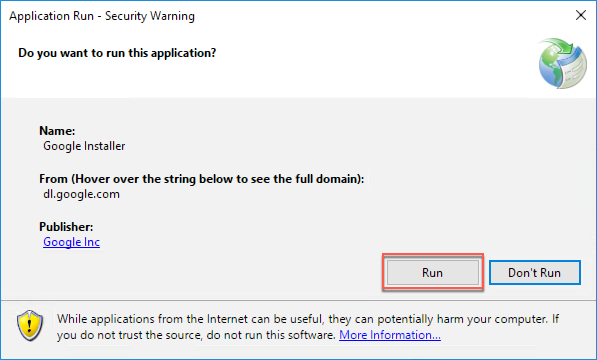 Application Run - Security Warning
Do you want to run this application?
Name:
Google Installer
From (Hover over the string below to see the full domain):
dl.google.com
Publisher:
Google Inc
Run
Don't Run
While applications from the Internet can be useful, they can potentially harm your computer. If
you do not trust the source, do not run this software. More Information...